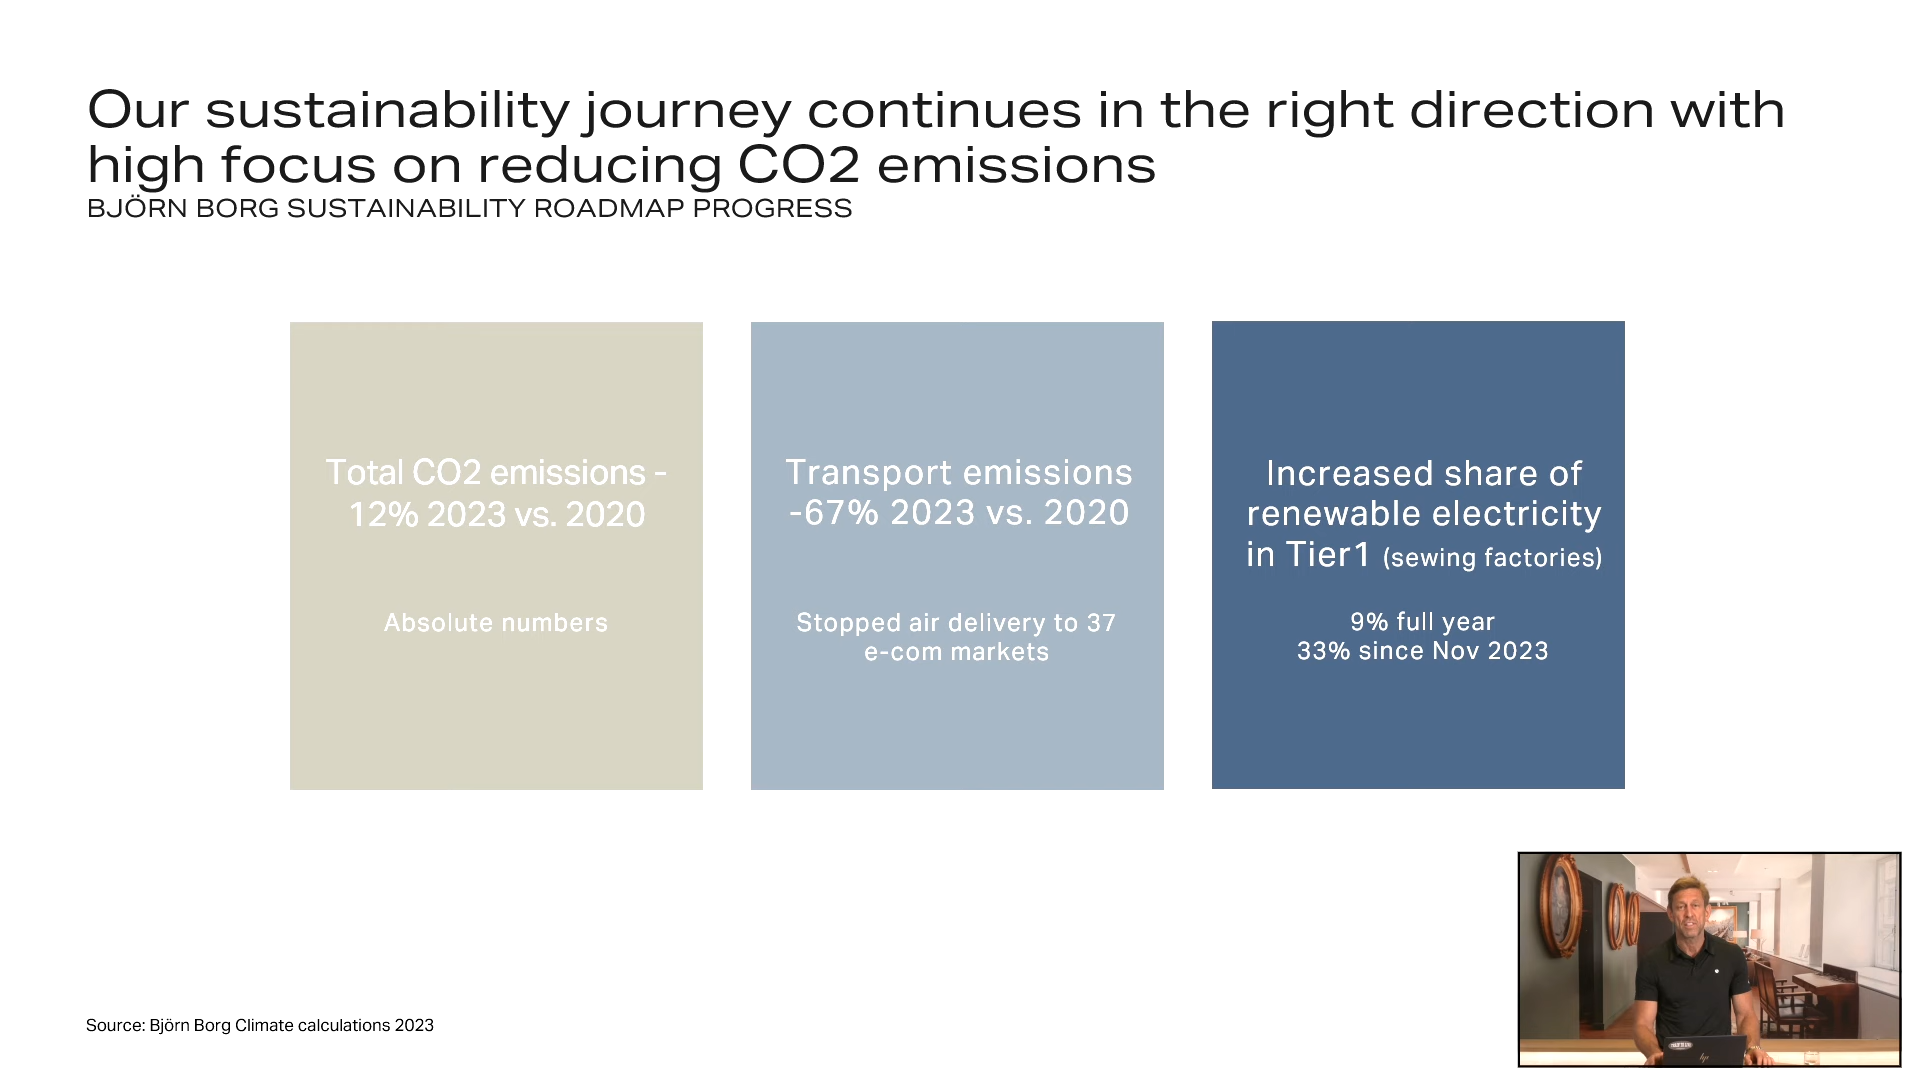 Our sustainability journey continues in the right direction with
high focus on reducing CO2 emissions
BJÖRN BORG SUSTAINABILITY ROADMAP PROGRESS
Total CO2 emissions -
12% 2023 vs. 2020
Absolute numbers
Transport emissions
-67% 2023 vs. 2020
Stopped air delivery to 37
e-com markets
Increased share of
renewable electricity
in Tier1 (sewing factories)
9% full year
33% since Nov 2023
Source: Björn Borg Climate calculations 2023
hp